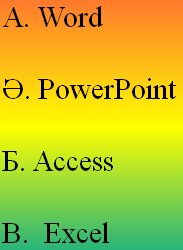 А. Word
Ә. PowerPoint
Б. Access
В. Excel